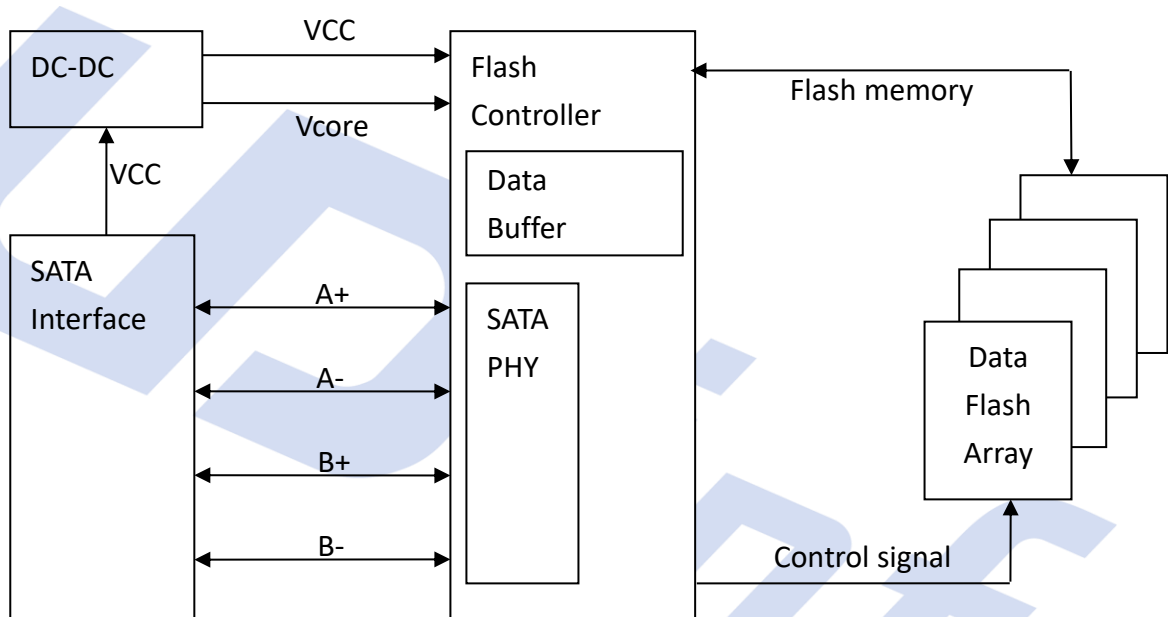 VCC
DC-DC
Flash
Controller
Flash memory
Vcore
VCC
Data
Buffer
SATA
Interface
A+
SATA
PHY
A-
Data
Flash
Array
B+
B-
Control signal